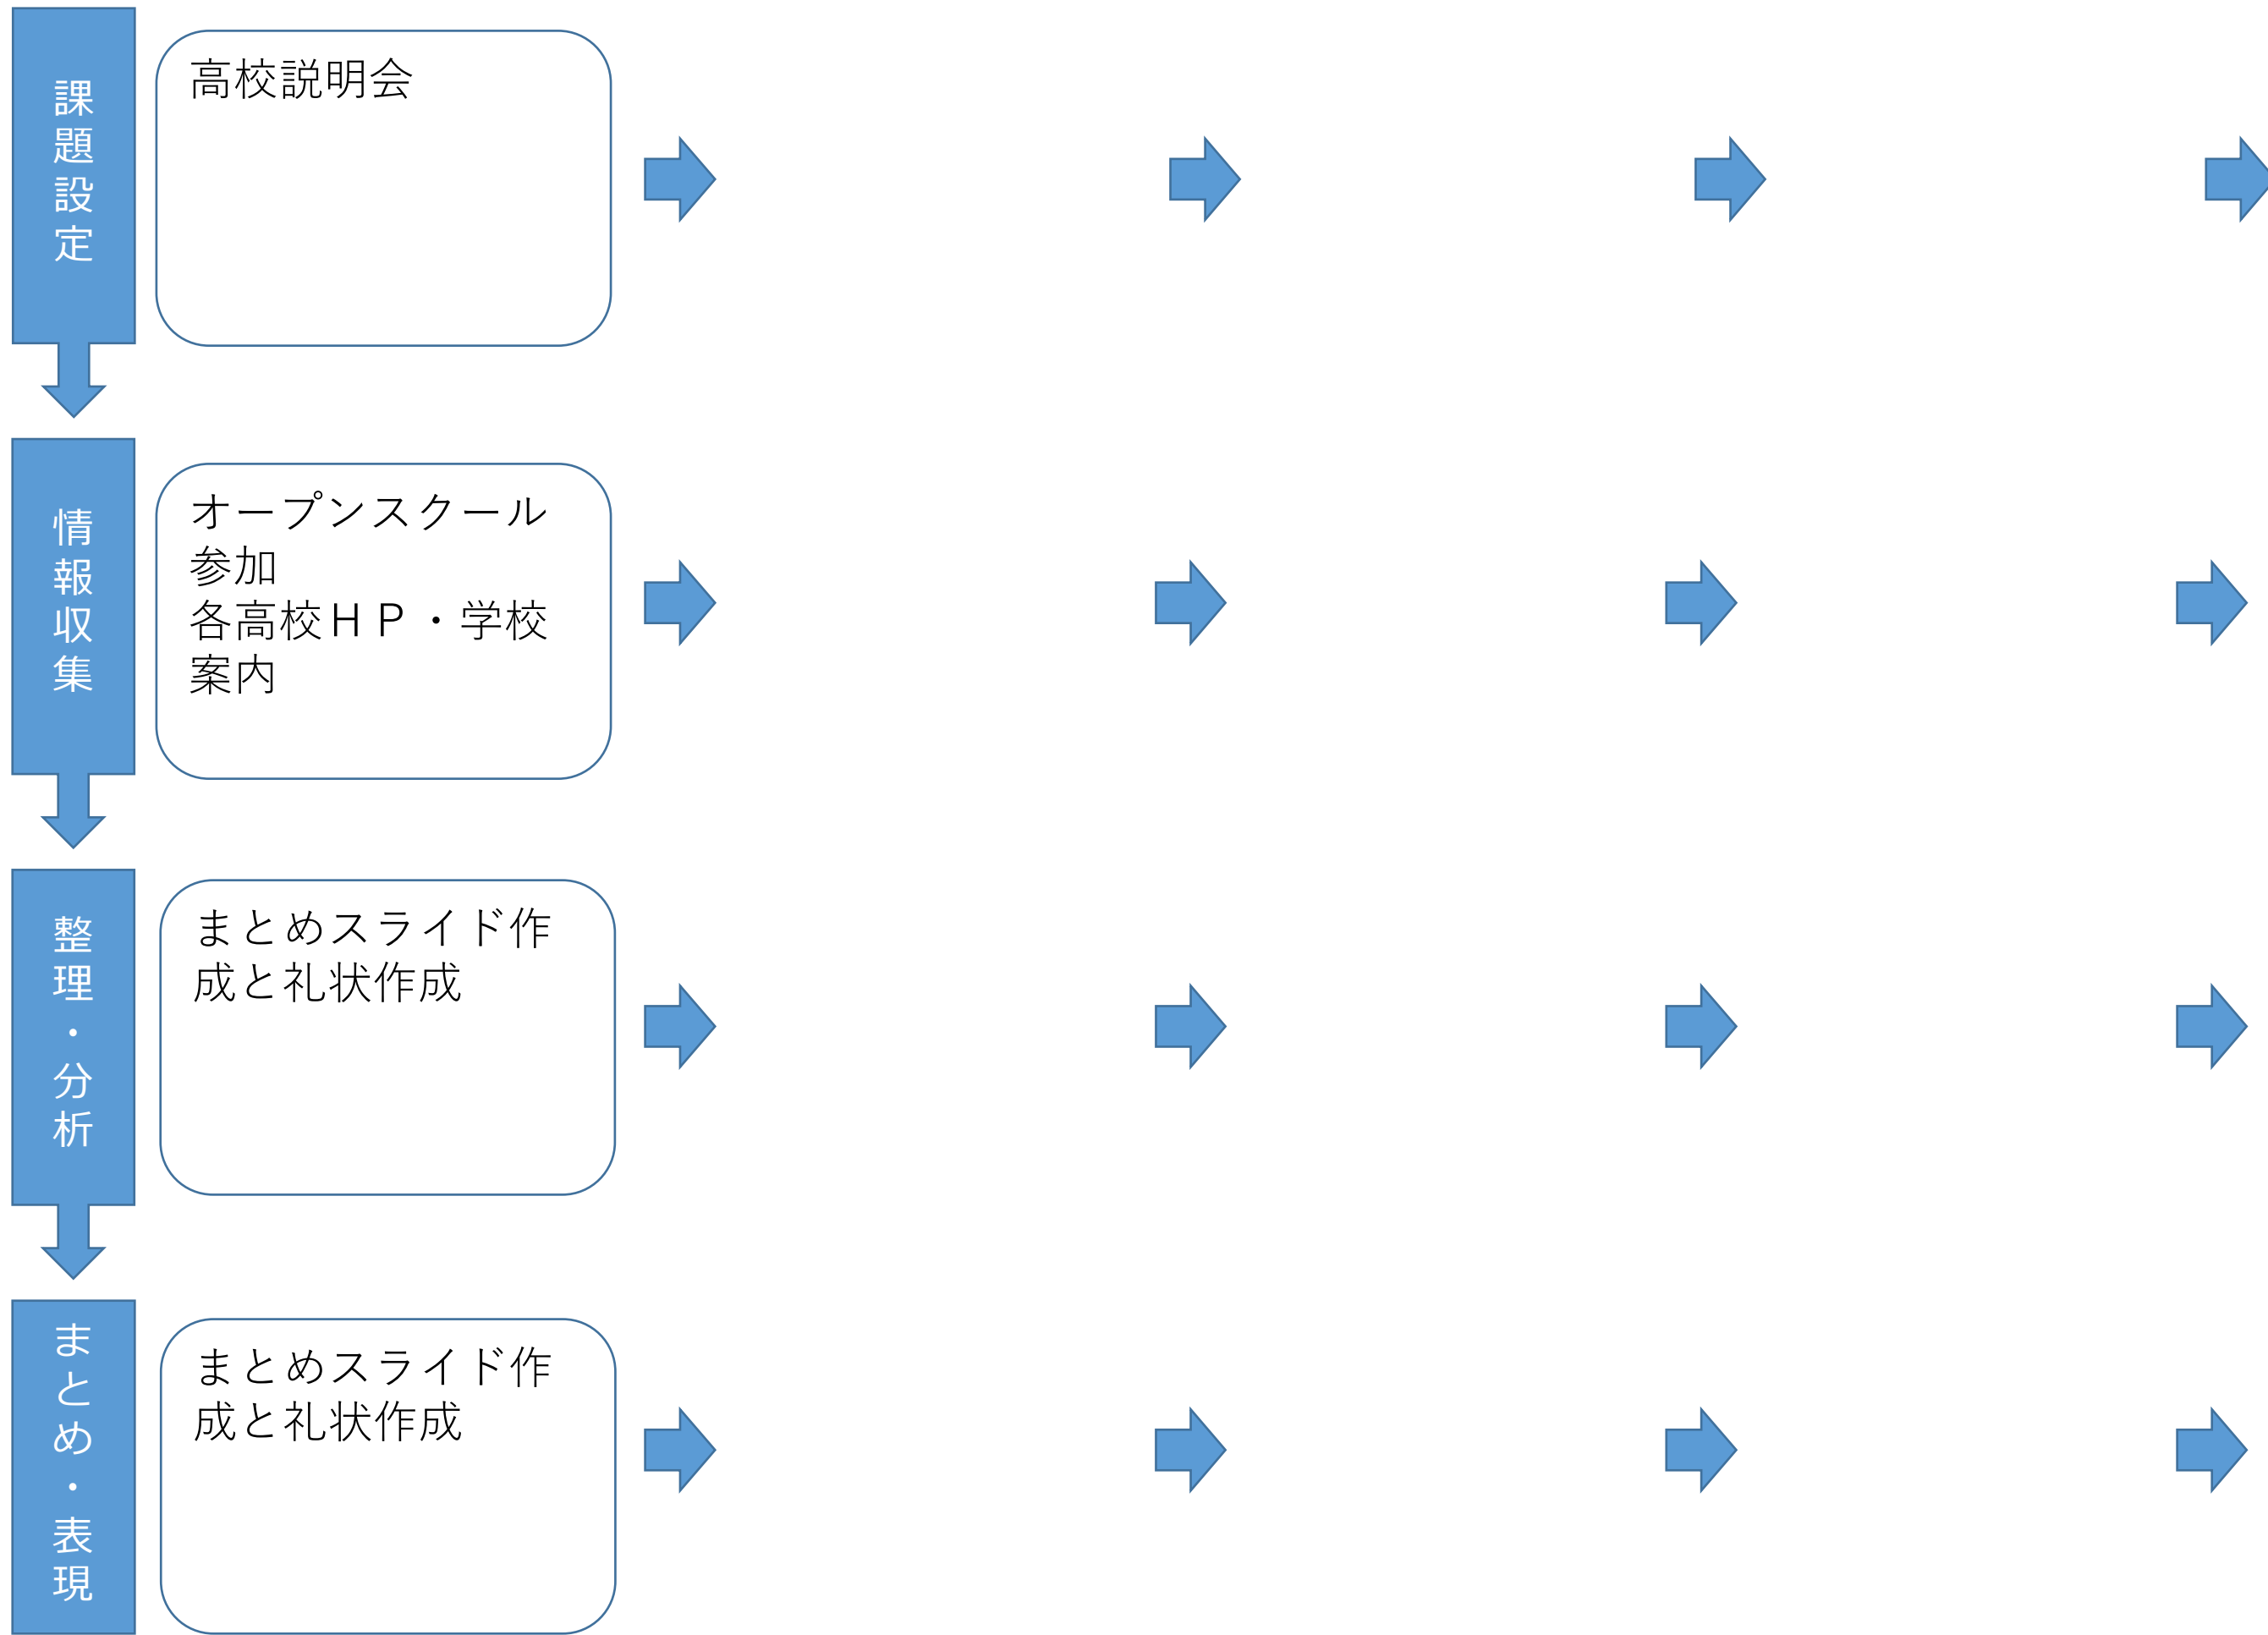 課題設定
高校説明会
情報収集
オープンスクール
参加
各高校ＨＰ・学校
案内
整理・分析
まとめスライド作
成と礼状作成
まとめ・表現
まとめスライド作
成と礼状作成